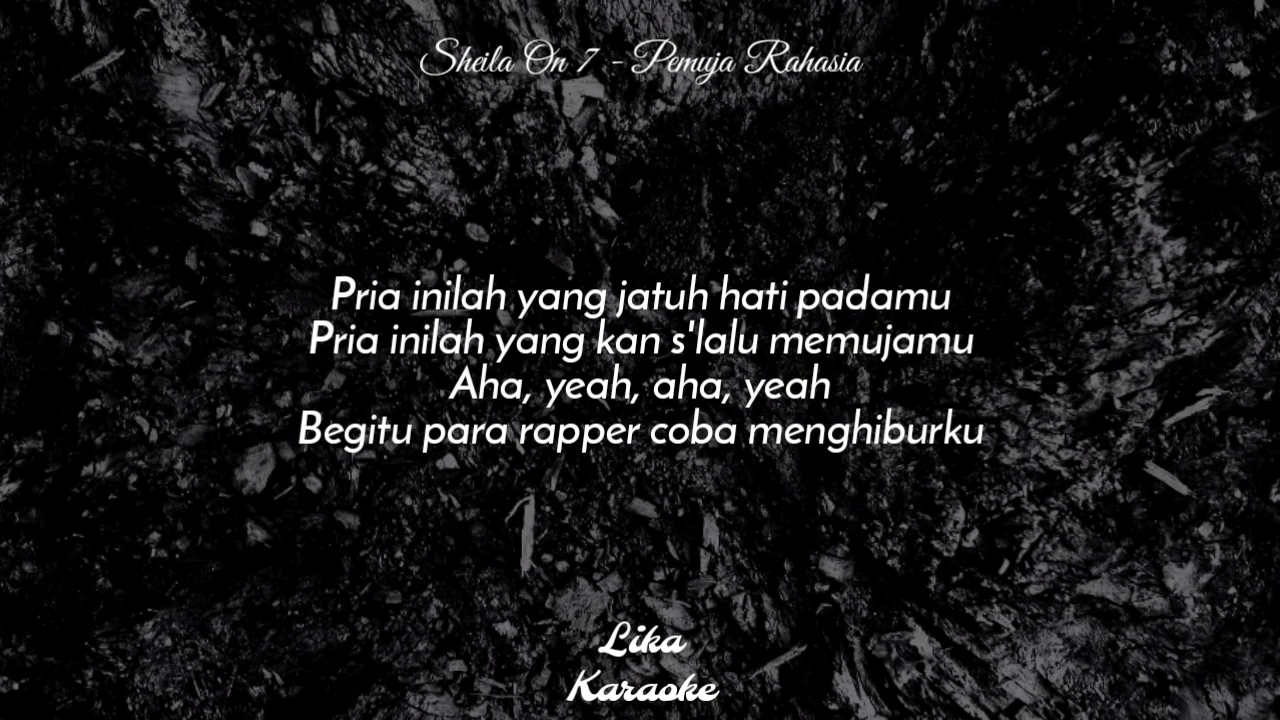 Sheila On 7 - Pemuja Rahasia
Pria inilah yang jatuh hati padamu
Pria inilah yang kan s'lalu memujamu
Aha, yeah, aha, yeah
Begitu para rapper coba menghiburku
Lika
Karaoke